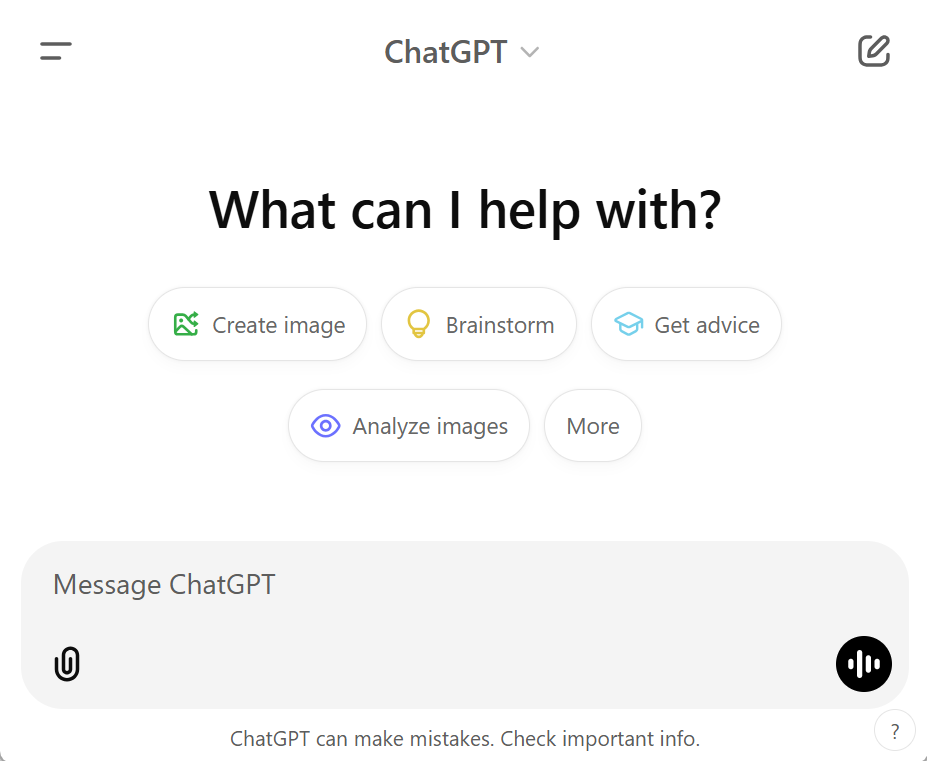 ChatGPT
What can I help with?
Create image
Brainstorm
Get advice
Analyze images
More
Message ChatGPT
ChatGPT can make mistakes. Check important info.
?